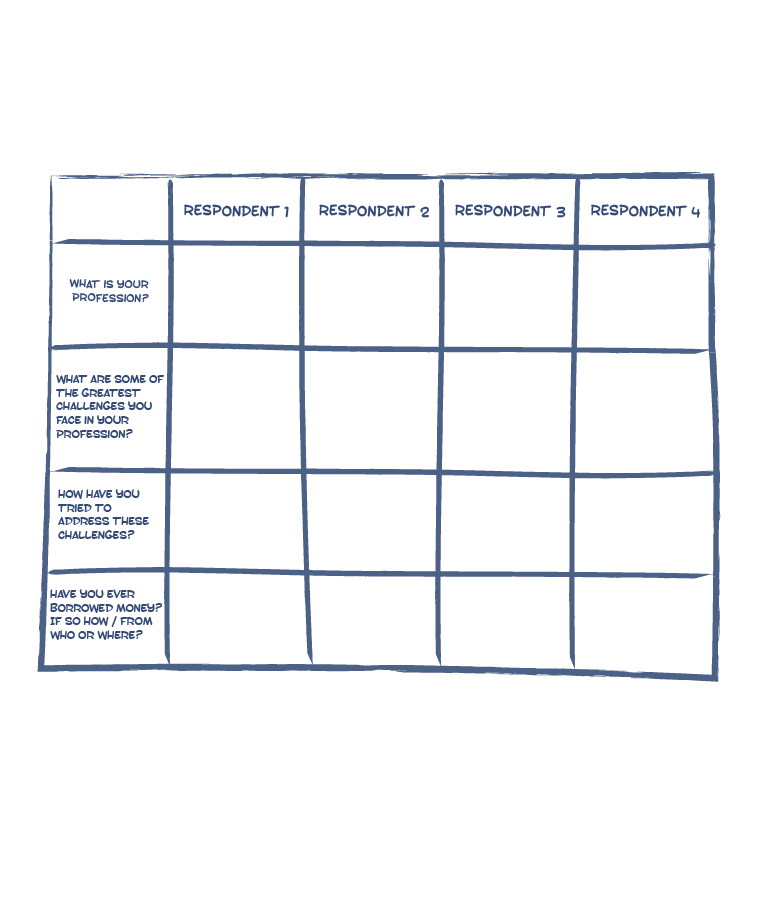 RESPONDENT 1 RESPONDENT 2 RESPONDENT 3 RESPONDENT 4
WHAT IS YOUR
PROFESSION?
WHAT ARE SOME OF
THE GREATEST
CHALLENGES YOU
FACE IN YOUR
PROFESSION?
HOW HAVE YOU
TRIED TO
ADDRESS THESE
CHALLENGES?
HAVE YOU EVER
BORROWED MONEY?
IF SO HOW / FROM
WHO OR WHERE?